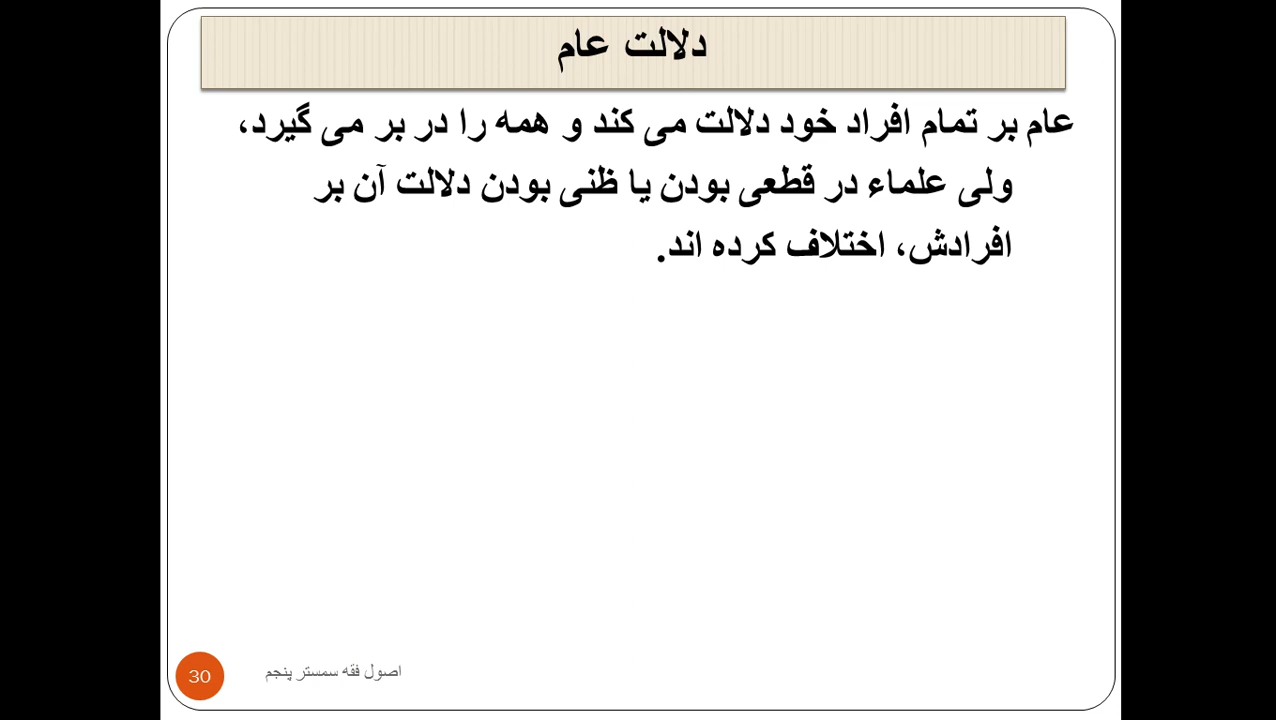 دلالت عام
عام بر تمام افراد خود دلالت می کند و همه را در بر می گیرد،
ولی علماء در قطعی بودن یا ظنی بودن دلالت آن بر
افرادش، اختلاف کرده اند.
اصول فقه سمستر پنجم
30